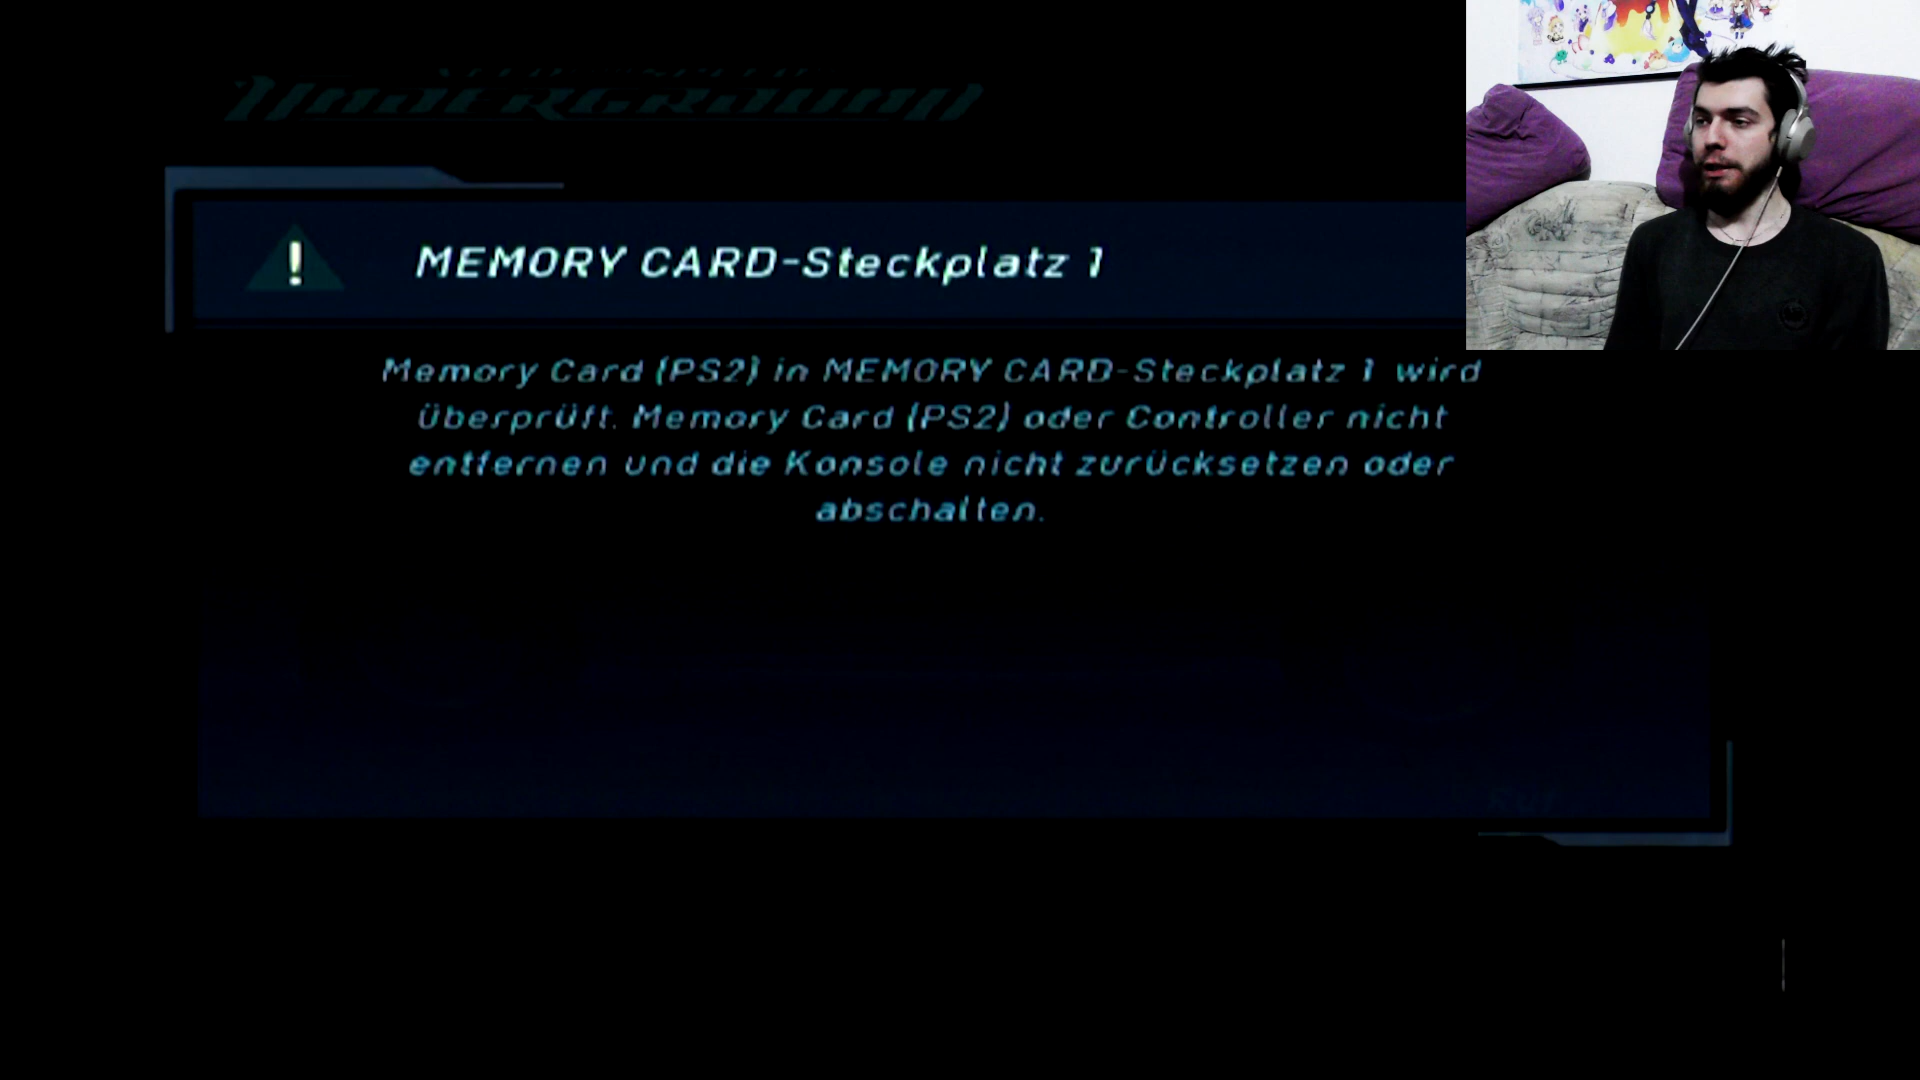 UNDERGROUND
! MEMORY CARD-Steckplatz 1
Memory Card (PS2) in MEMORY CARD-Steckplatz 1 wird
überprüft. Memory Card (PS2) oder Controller nicht
entfernen und die Konsole nicht zurücksetzen oder
abschalten.